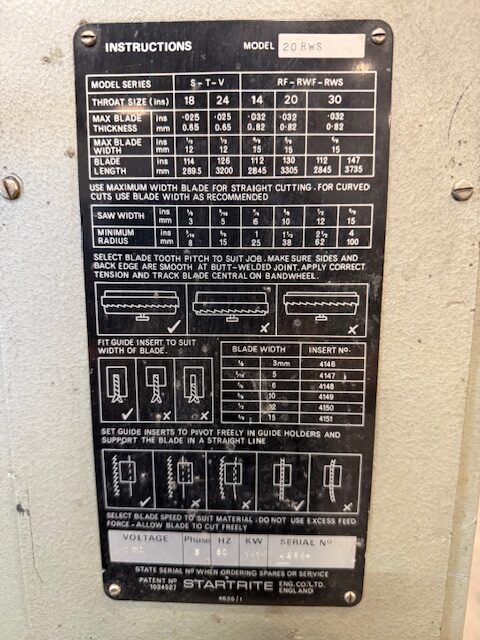 INSTRUCTIONS MODEL 20RWS
MODEL SERIES S-T-V RF-RWF-RWS
THROAT SIZE (ins) 18 24 14 20 30
MAX BLADE THICKNESS ins ·025 ·025 ·032 ·032 ·032
mm 0.65 0.65 0.82 0·82 0·82
MAX BLADE WIDTH ins ½ ½ ⅝ ⅝ ⅝
mm 12 12 15 15 15
BLADE LENGTH ins 114 126 112 130 112 147
mm 2895 3200 2845 3305 2845 3735
USE MAXIMUM WIDTH BLADE FOR STRAIGHT CUTTING. FOR CURVED
CUTS USE BLADE WIDTH AS RECOMMENDED
SAW WIDTH ins ⅛ ¼ ⅜ ½ ⅝
mm 3 5 6 10 12 15
MINIMUM RADIUS ins 1 1½ 2½ 4
mm 8 15 25 38 62 100
SELECT BLADE TOOTH PITCH TO SUIT JOB. MAKE SURE SIDES AND
BACK EDGE ARE SMOOTH AT BUTT-WELDED JOINT, APPLY CORRECT
TENSION AND TRACK BLADE CENTRAL ON BANDWHEEL.
FIT GUIDE INSERT TO SUIT
WIDTH OF BLADE.
BLADE WIDTH INSERT No.
⅛ 3mm 4146
5 4147
¼ 6 4148
⅜ 10 4149
½ 12 4150
⅝ 15 4151
SET GUIDE INSERTS TO PIVOT FREELY IN GUIDE HOLDERS AND
SUPPORT THE BLADE IN A STRAIGHT LINE
SELECT BLADE SPEED TO SUIT MATERIAL. DO NOT USE EXCESS FEED
FORCE-ALLOW BLADE TO CUT FREELY
VOLTAGE Phase HZ KW SERIAL No
3 50
STATE SERIAL No WHEN ORDERING SPARES OR SERVICE
PATENT No
1024527
STARTRITE ENG.CO.LTD.
ENGLAND
4635/1